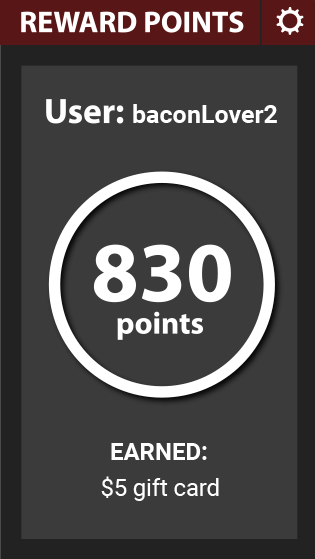 REWARD POINTS
User: baconLover2
830
points
EARNED:
$5 gift card